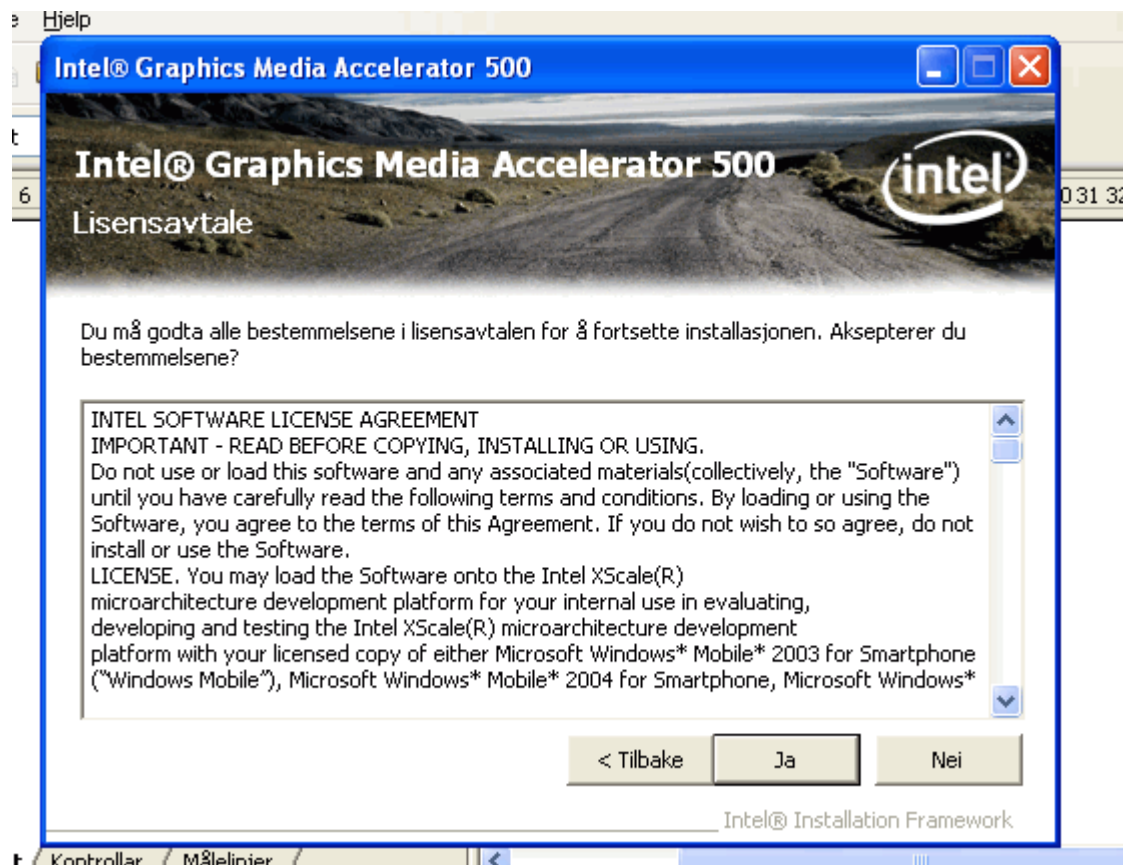 Hjelp
Intel® Graphics Media Accelerator 500
Intel® Graphics Media Accelerator 500
intel
Lisensavtale
6
0 31 32
Du må godta alle bestemmelsene i lisensavtalen for å fortsette installasjonen. Aksepterer du
bestemmelsene?
INTEL SOFTWARE LICENSE AGREEMENT
IMPORTANT - READ BEFORE COPYING, INSTALLING OR USING.
Do not use or load this software and any associated materials(collectively, the "Software")
until you have carefully read the following terms and conditions. By loading or using the
Software, you agree to the terms of this Agreement. If you do not wish to so agree, do not
install or use the Software.
LICENSE. You may load the Software onto the Intel XScale(R)
microarchitecture development platform for your internal use in evaluating,
developing and testing the Intel XScale(R) microarchitecture development
platform with your licensed copy of either Microsoft Windows* Mobile* 2003 for Smartphone
("Windows Mobile"), Microsoft Windows* Mobile* 2004 for Smartphone, Microsoft Windows*
< Tilbake Ja Nei
Intel® Installation Framework
t / Kontrollar / Målelinjer /